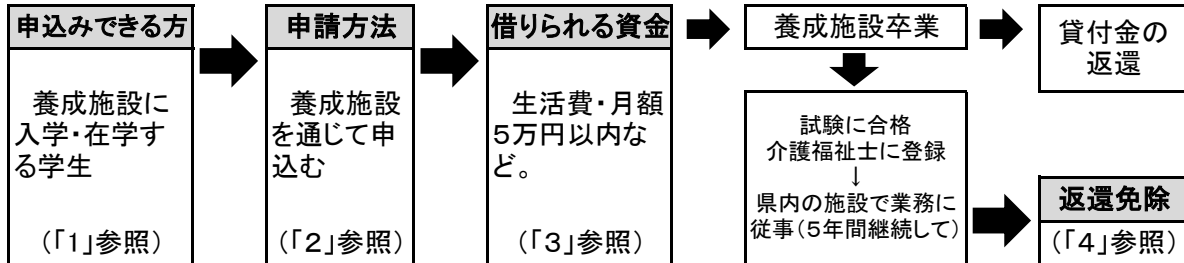 申込みできる方
養成施設に
入学・在学す
る学生
(「1」参照)
申請方法
養成施設
を通じて申
込む
(「2」参照)
借りられる資金
生活費・月額
5万円以内な
ど。
(「3」参照)
養成施設卒業
試験に合格
介護福祉士に登録
↓
県内の施設で業務に
従事(5年間継続して)
貸付金の
返還
返還免除
(「4」参照)